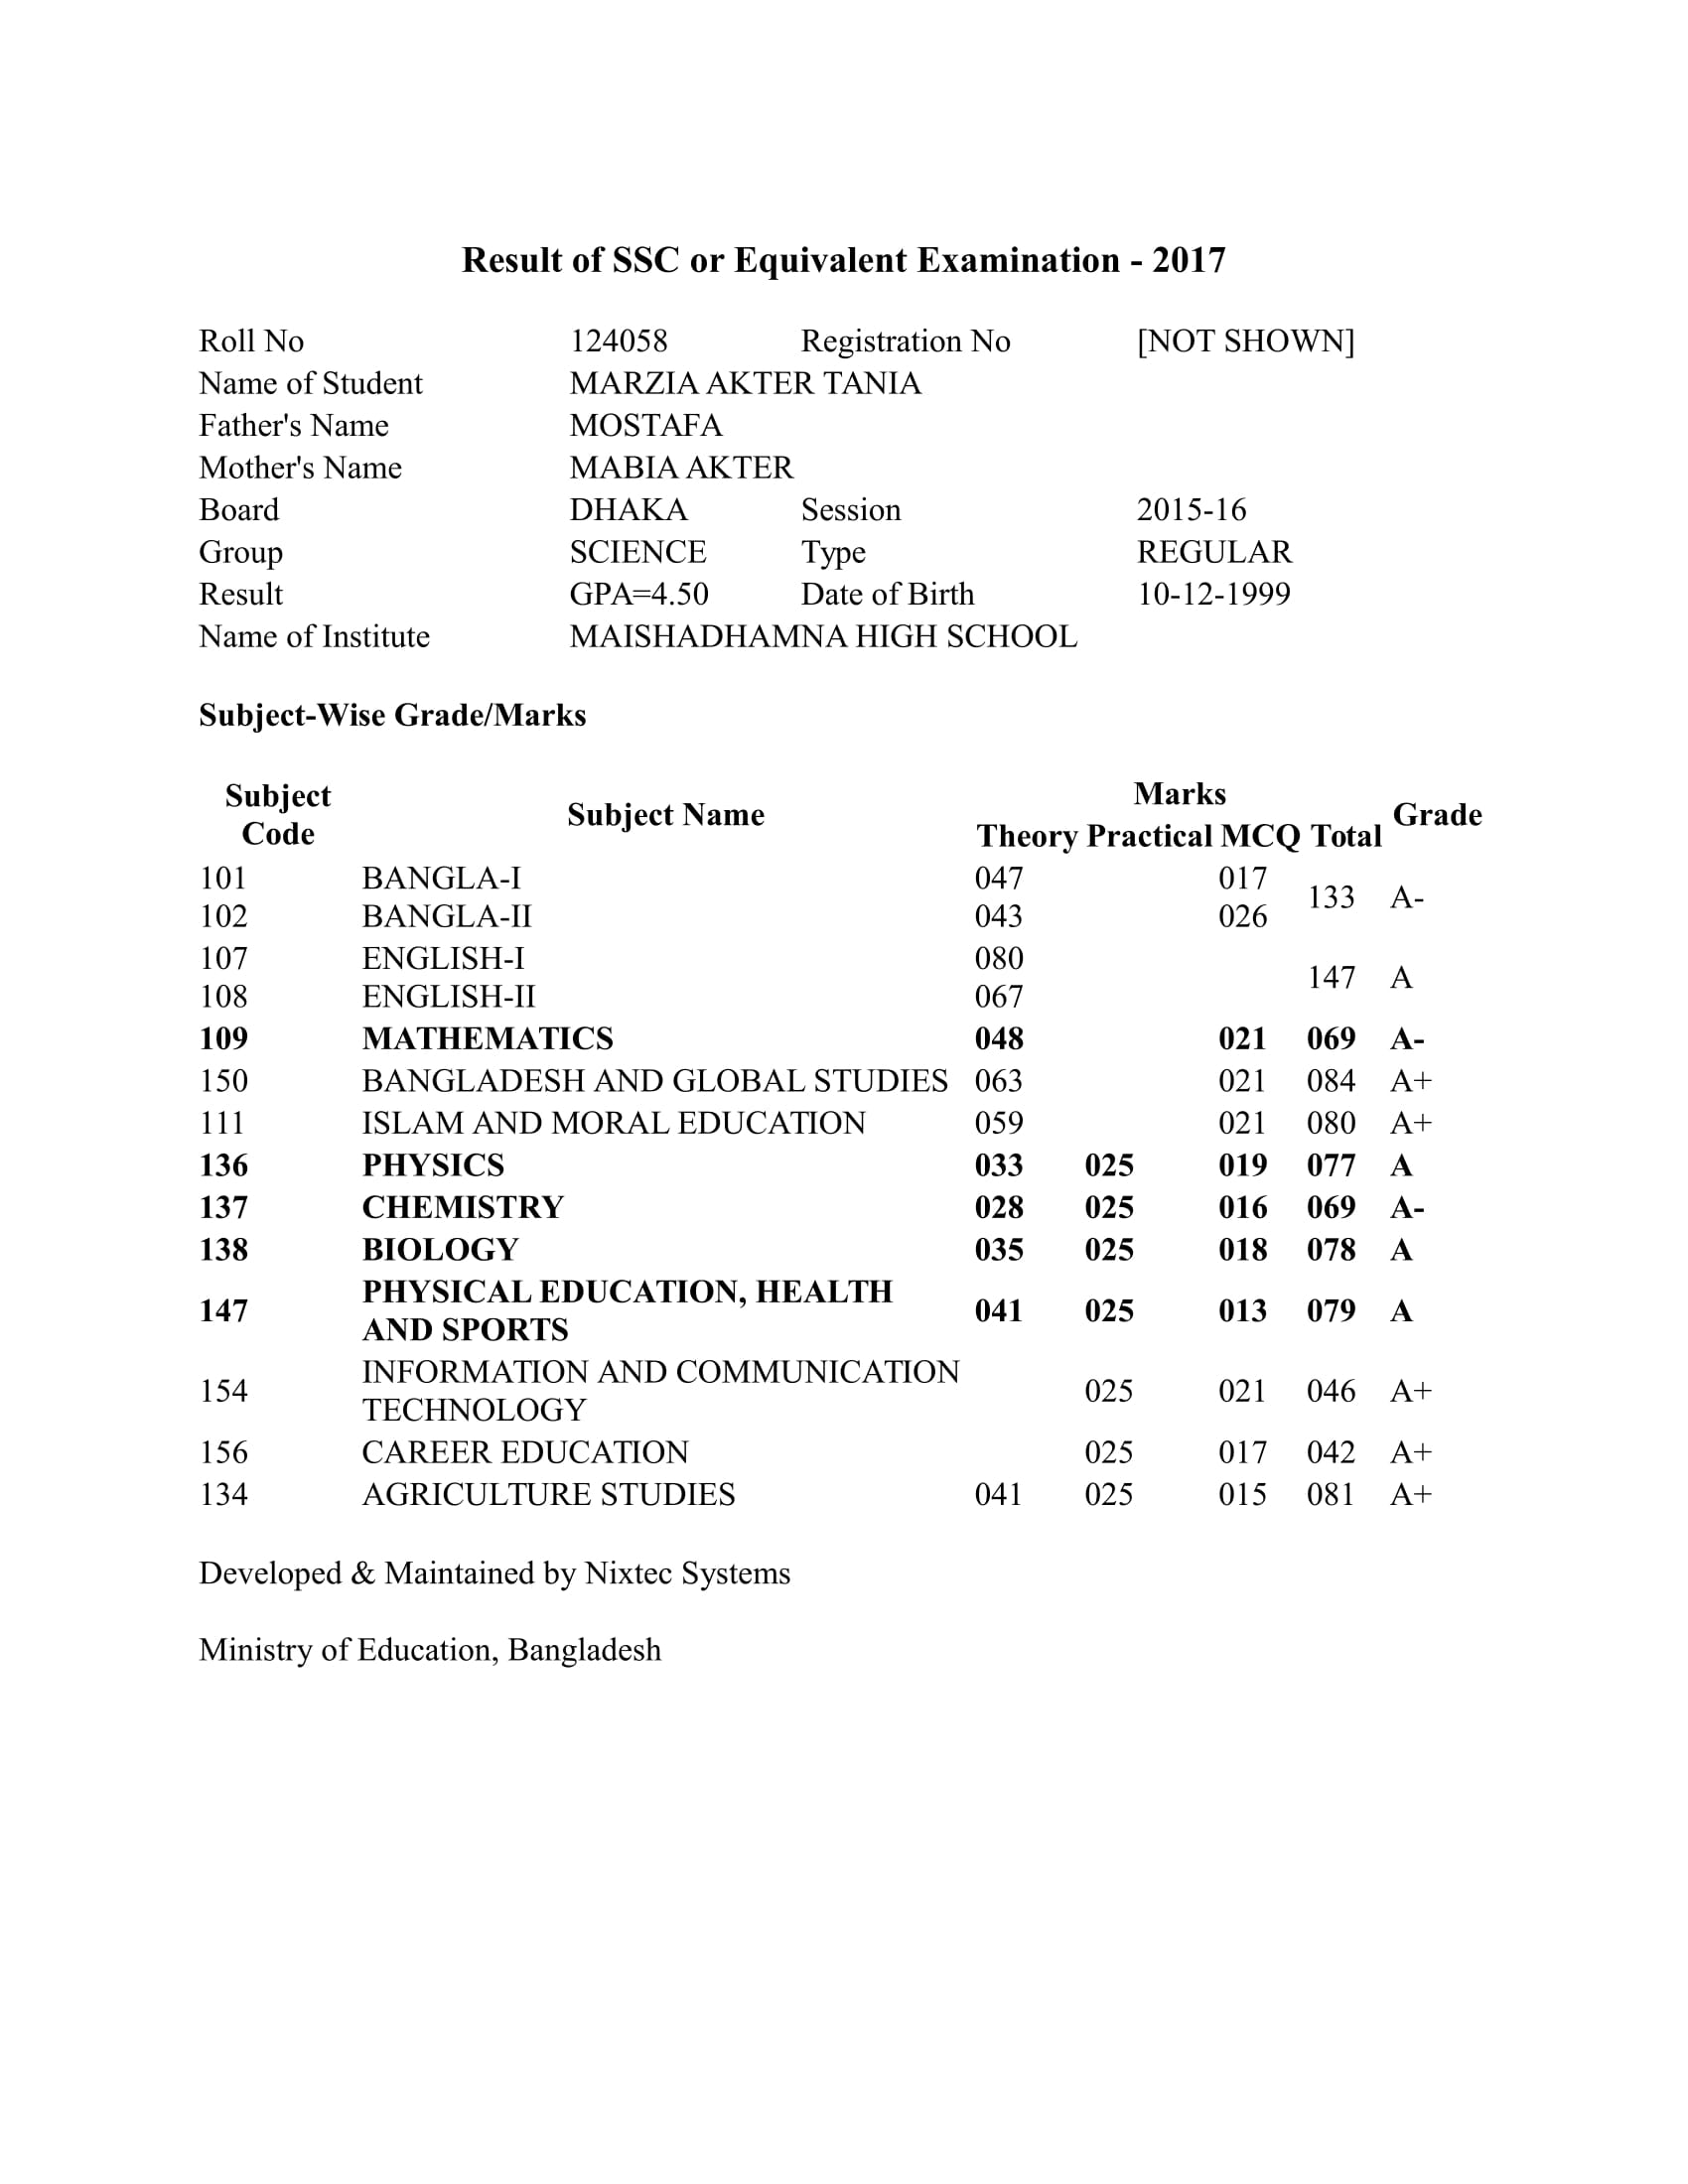 Result of SSC or Equivalent Examination - 2017
Roll No 124058 Registration No [NOT SHOWN]
Name of Student MARZIA AKTER TANIA
Father's Name MOSTAFA
Mother's Name MABIA AKTER
Board DHAKA Session 2015-16
Group SCIENCE Type REGULAR
Result GPA=4.50 Date of Birth 10-12-1999
Name of Institute MAISHADHAMNA HIGH SCHOOL
Subject-Wise Grade/Marks
Subject Code Subject Name Marks Grade
Theory Practical MCQ Total
101 BANGLA-I 047 017 133 A-
102 BANGLA-II 043 026
107 ENGLISH-I 080 147 A
108 ENGLISH-II 067
109 MATHEMATICS 048 021 069 A-
150 BANGLADESH AND GLOBAL STUDIES 063 021 084 A+
111 ISLAM AND MORAL EDUCATION 059 021 080 A+
136 PHYSICS 033 025 019 077 A
137 CHEMISTRY 028 025 016 069 A-
138 BIOLOGY 035 025 018 078 A
147 PHYSICAL EDUCATION, HEALTH AND SPORTS 041 025 013 079 A
154 INFORMATION AND COMMUNICATION TECHNOLOGY 025 021 046 A+
156 CAREER EDUCATION 025 017 042 A+
134 AGRICULTURE STUDIES 041 025 015 081 A+
Developed & Maintained by Nixtec Systems
Ministry of Education, Bangladesh